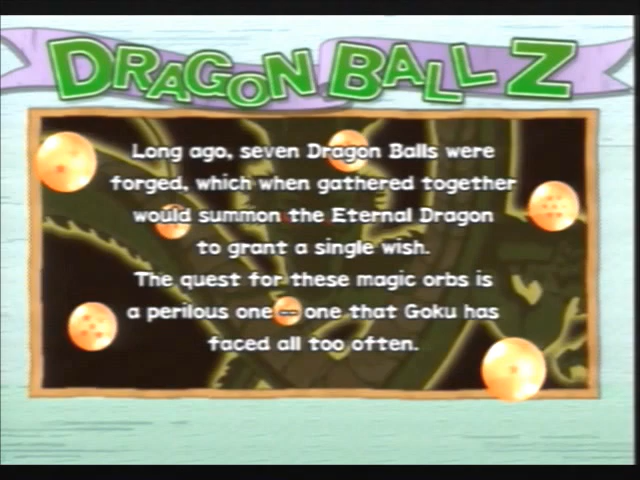 DRAGON BALL Z
Long ago, seven Dragon Balls were
forged, which when gathered together
would summon the Eternal Dragon
to grant a single wish.
The quest for these magic orbs is
a perilous one -- one that Goku has
faced all too often.